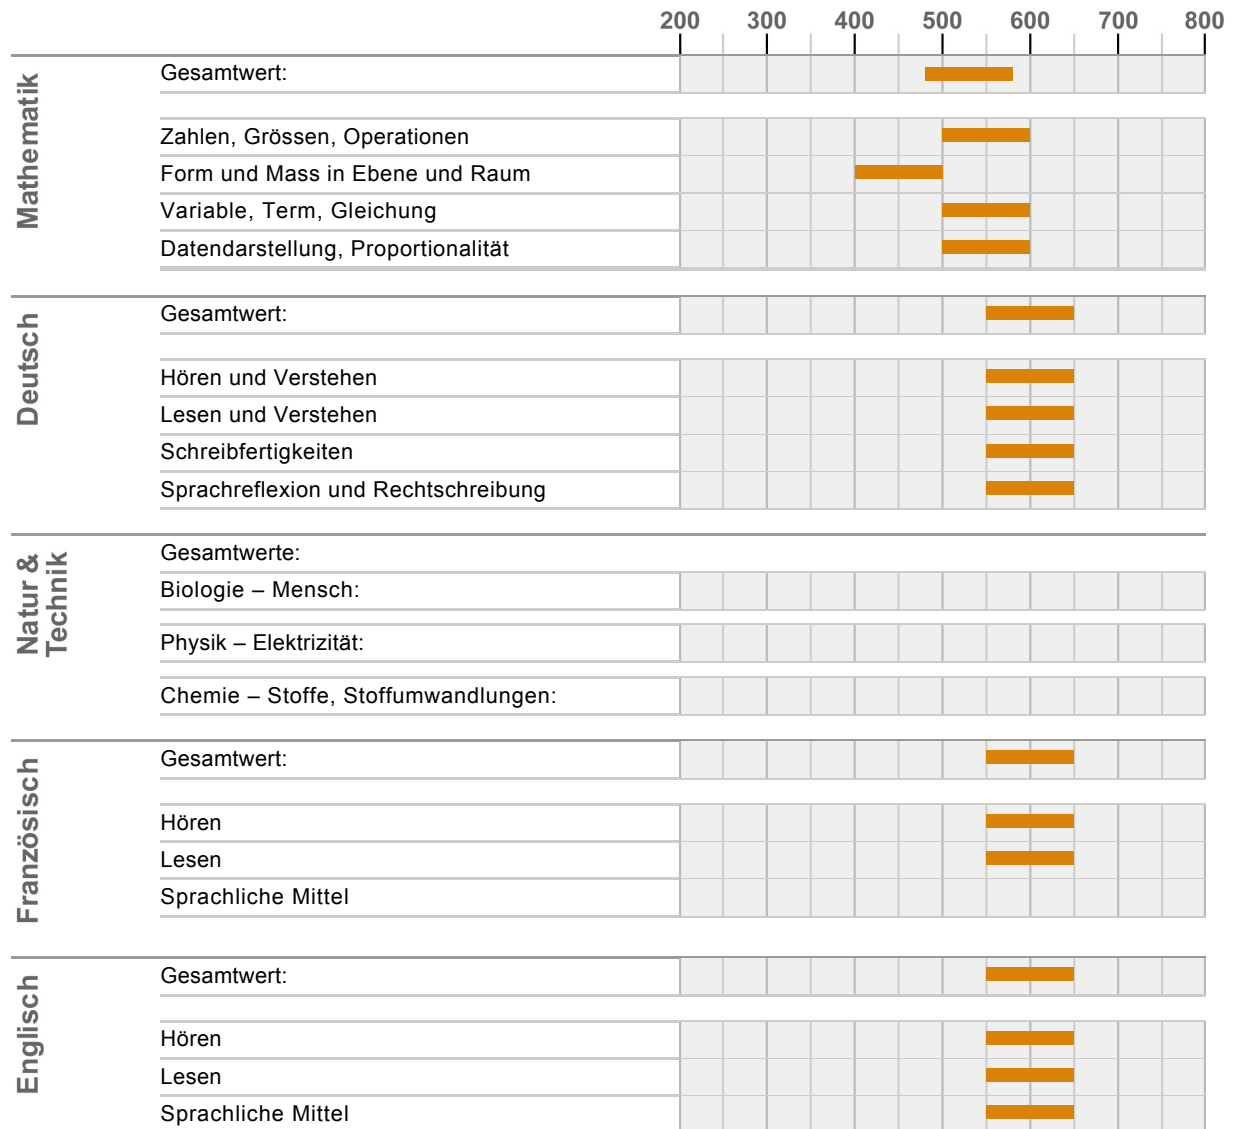 200 300 400 500 600 700 800
Mathematik
Gesamtwert:
Zahlen, Grössen, Operationen
Form und Mass in Ebene und Raum
Variable, Term, Gleichung
Datendarstellung, Proportionalität
Deutsch
Gesamtwert:
Hören und Verstehen
Lesen und Verstehen
Schreibfertigkeiten
Sprachreflexion und Rechtschreibung
Natur &
Technik
Gesamtwerte:
Biologie – Mensch:
Physik – Elektrizität:
Chemie – Stoffe, Stoffumwandlungen:
Französisch
Gesamtwert:
Hören
Lesen
Sprachliche Mittel
Englisch
Gesamtwert:
Hören
Lesen
Sprachliche Mittel